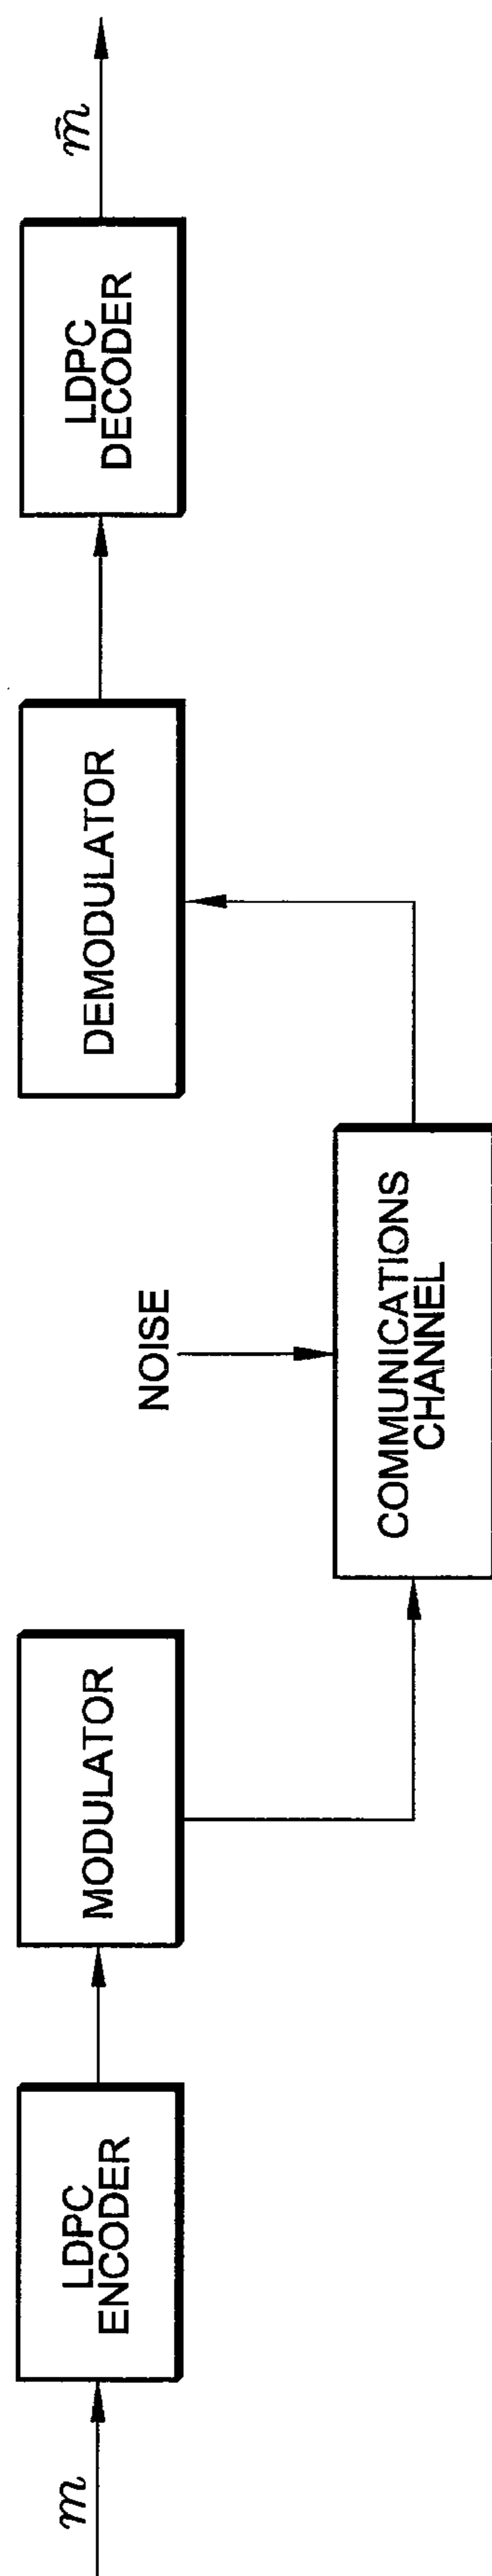 m
LDPC
ENCODER
MODULATOR
NOISE
COMMUNICATIONS
CHANNEL
DEMODULATOR
LDPC
DECODER
m̂